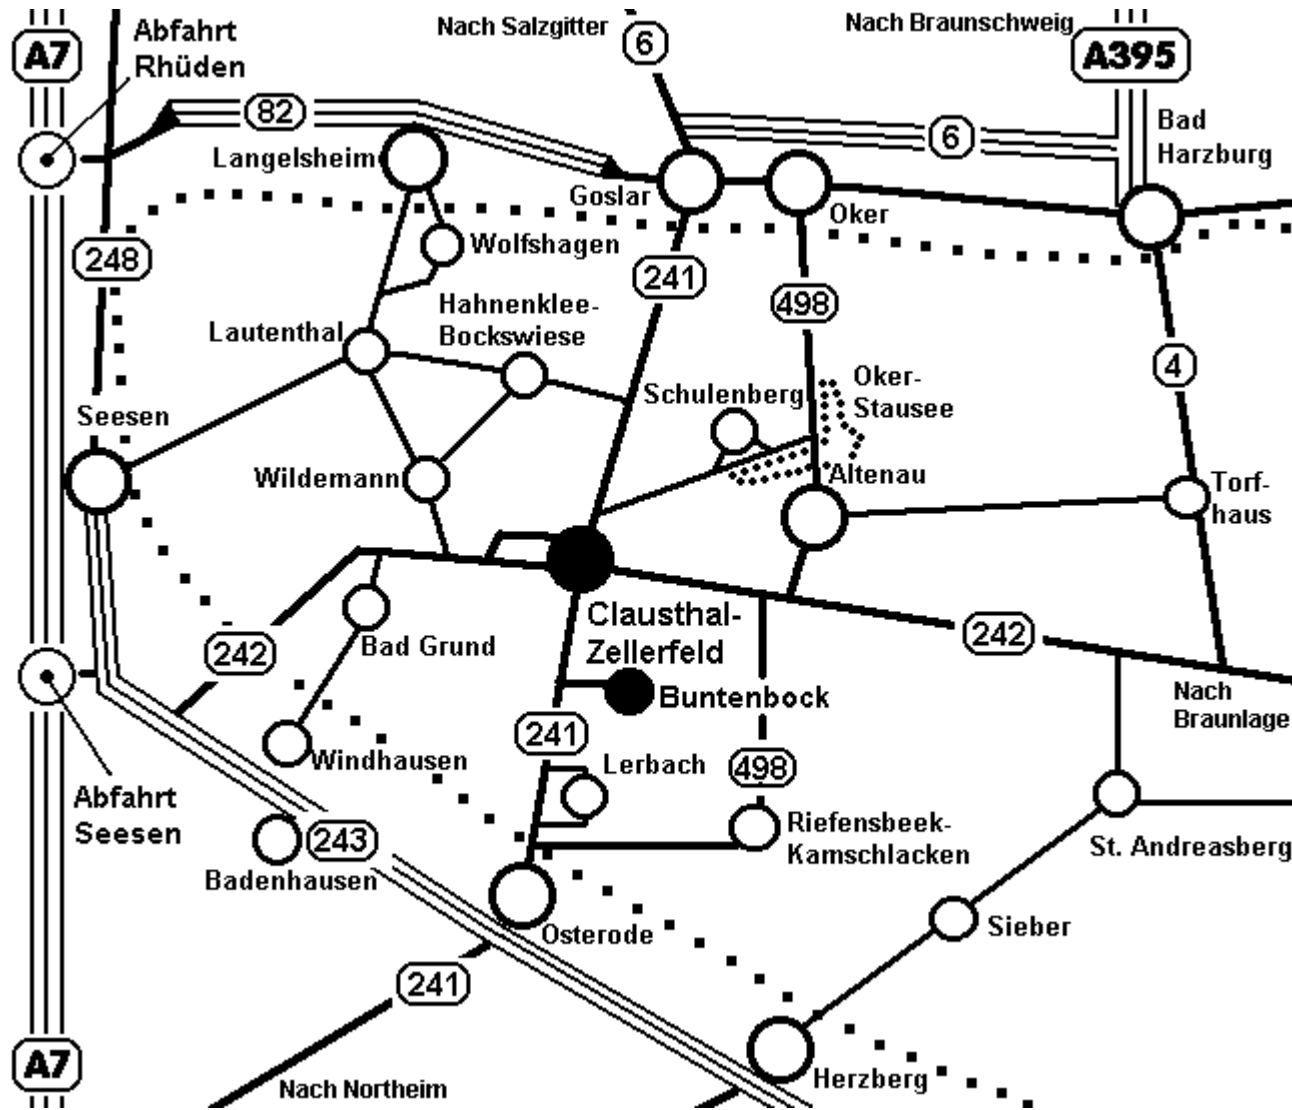 Nach Salzgitter
6
Nach Braunschweig
A7
Abfahrt
Rhüden
A395
82
6
Bad
Harzburg
Langelsheim
Goslar
Oker
Wolfshagen
248
241
498
Hahnenklee-
Bockswiese
Lautenthal
4
Oker-
Stausee
Schulenberg
Seesen
Wildemann
Altenau
Torf-
haus
Clausthal-
Zellerfeld
242
Bad Grund
242
Buntenbock
Nach
Braunlage
241
Windhausen
Lerbach
498
Abfahrt
Seesen
243
Riefensbeek-
Kamschlacken
St. Andreasberg
Badenhausen
Osterode
Sieber
241
A7
Nach Northeim
Herzberg